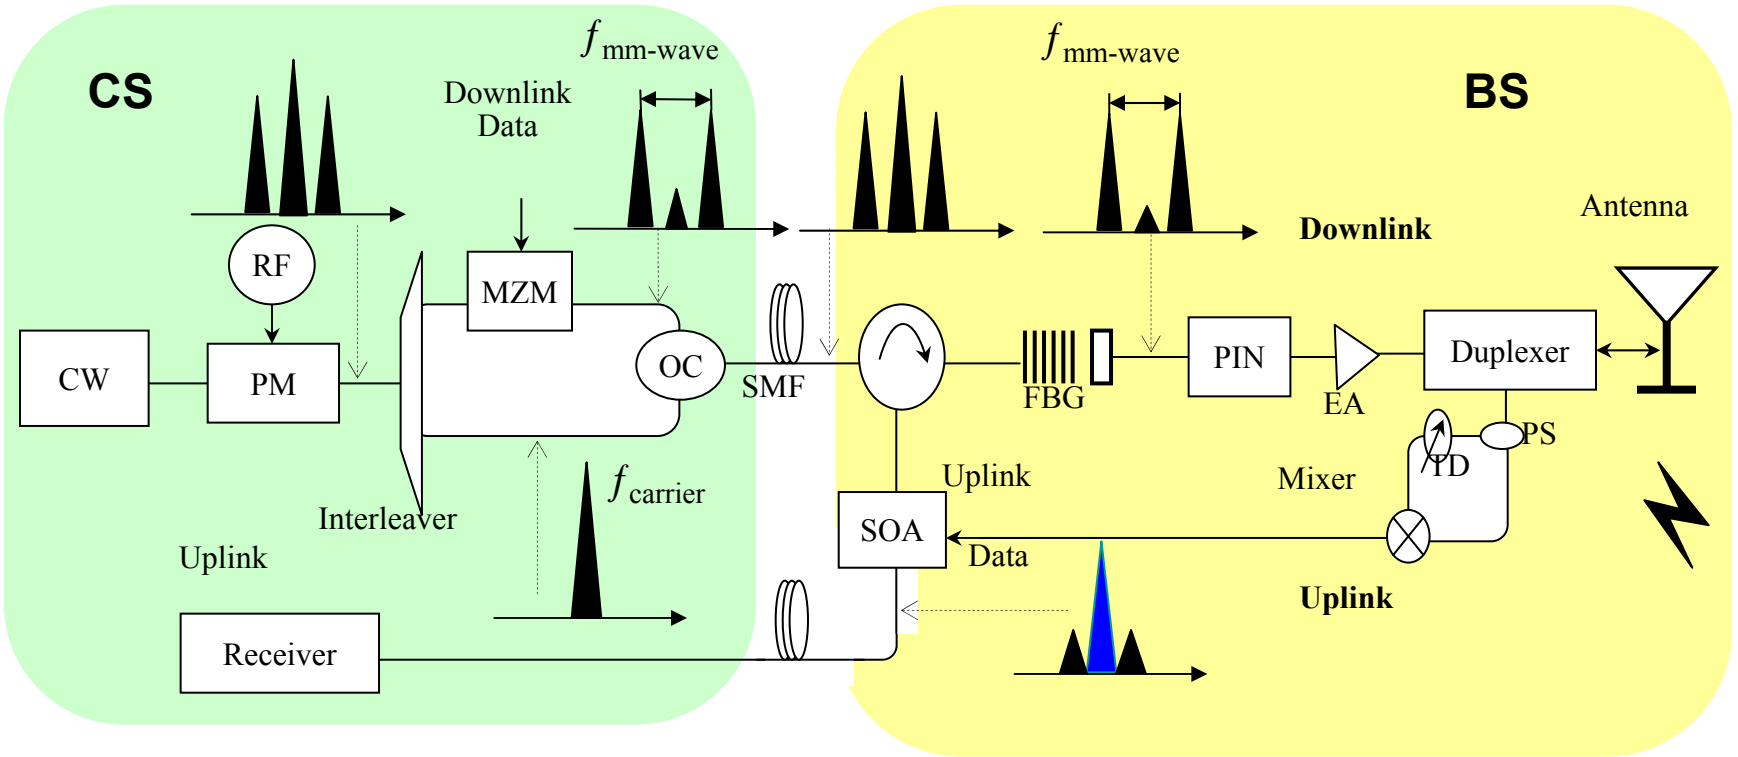 CS
BS
f mm-wave
f mm-wave
Downlink
Data
Antenna
Downlink
RF
MZM
CW
PM
OC
SMF
FBG
PIN
EA
Duplexer
PS
TD
Mixer
Uplink
f carrier
Interleaver
SOA
Data
Uplink
Uplink
Receiver